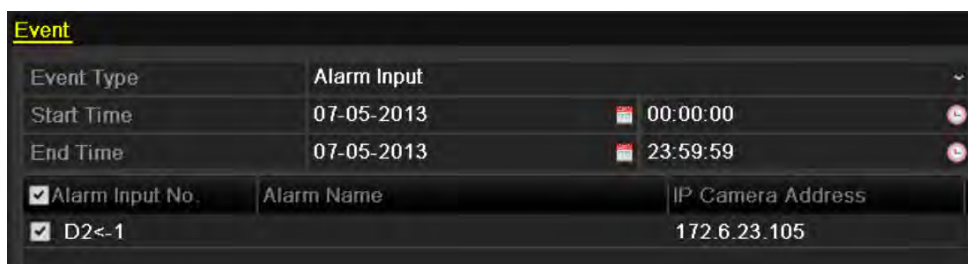 Event
Event Type Alarm Input
Start Time 07-05-2013 00:00:00
End Time 07-05-2013 23:59:59
Alarm Input No. Alarm Name IP Camera Address
D2<-1 172.6.23.105